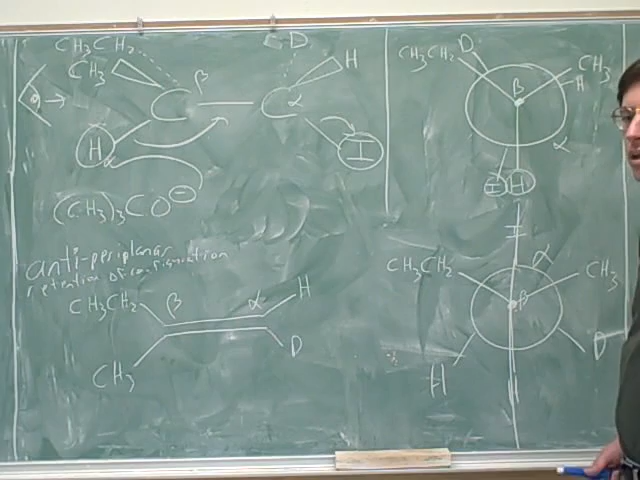 CH3CH2 D
CH3 β H
C C α
H I
α
(CH3)3CO⊖
anti-periplanar
retention of configuration
CH3CH2 β α H
CH3 D
CH3CH2 D CH3
β H
α
I H
I
CH3CH2 α CH3
β
H D